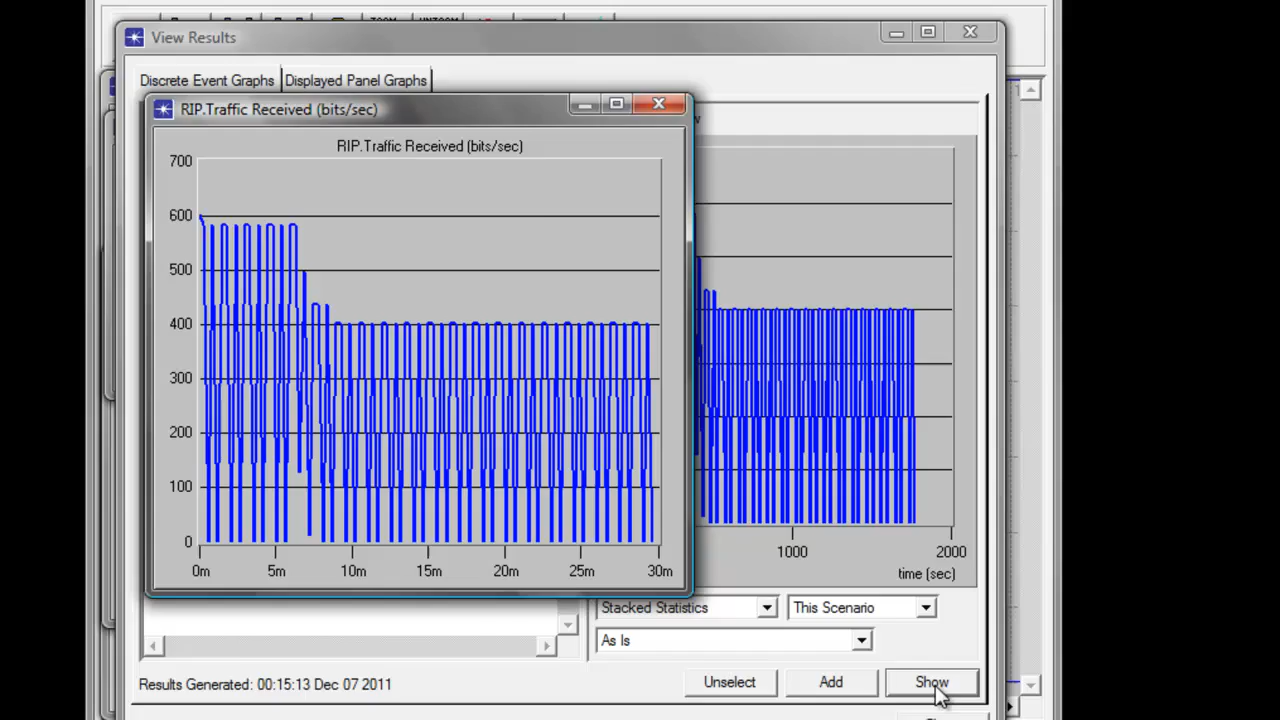 ZOOM
UNZOOM
View Results
Discrete Event Graphs
Displayed Panel Graphs
RIP.Traffic Received (bits/sec)
RIP.Traffic Received (bits/sec)
700
600
500
400
300
200
100
0
0m
5m
10m
15m
20m
25m
30m
1000
2000
time (sec)
Stacked Statistics
This Scenario
As Is
Results Generated: 00:15:13 Dec 07 2011
Unselect
Add
Show